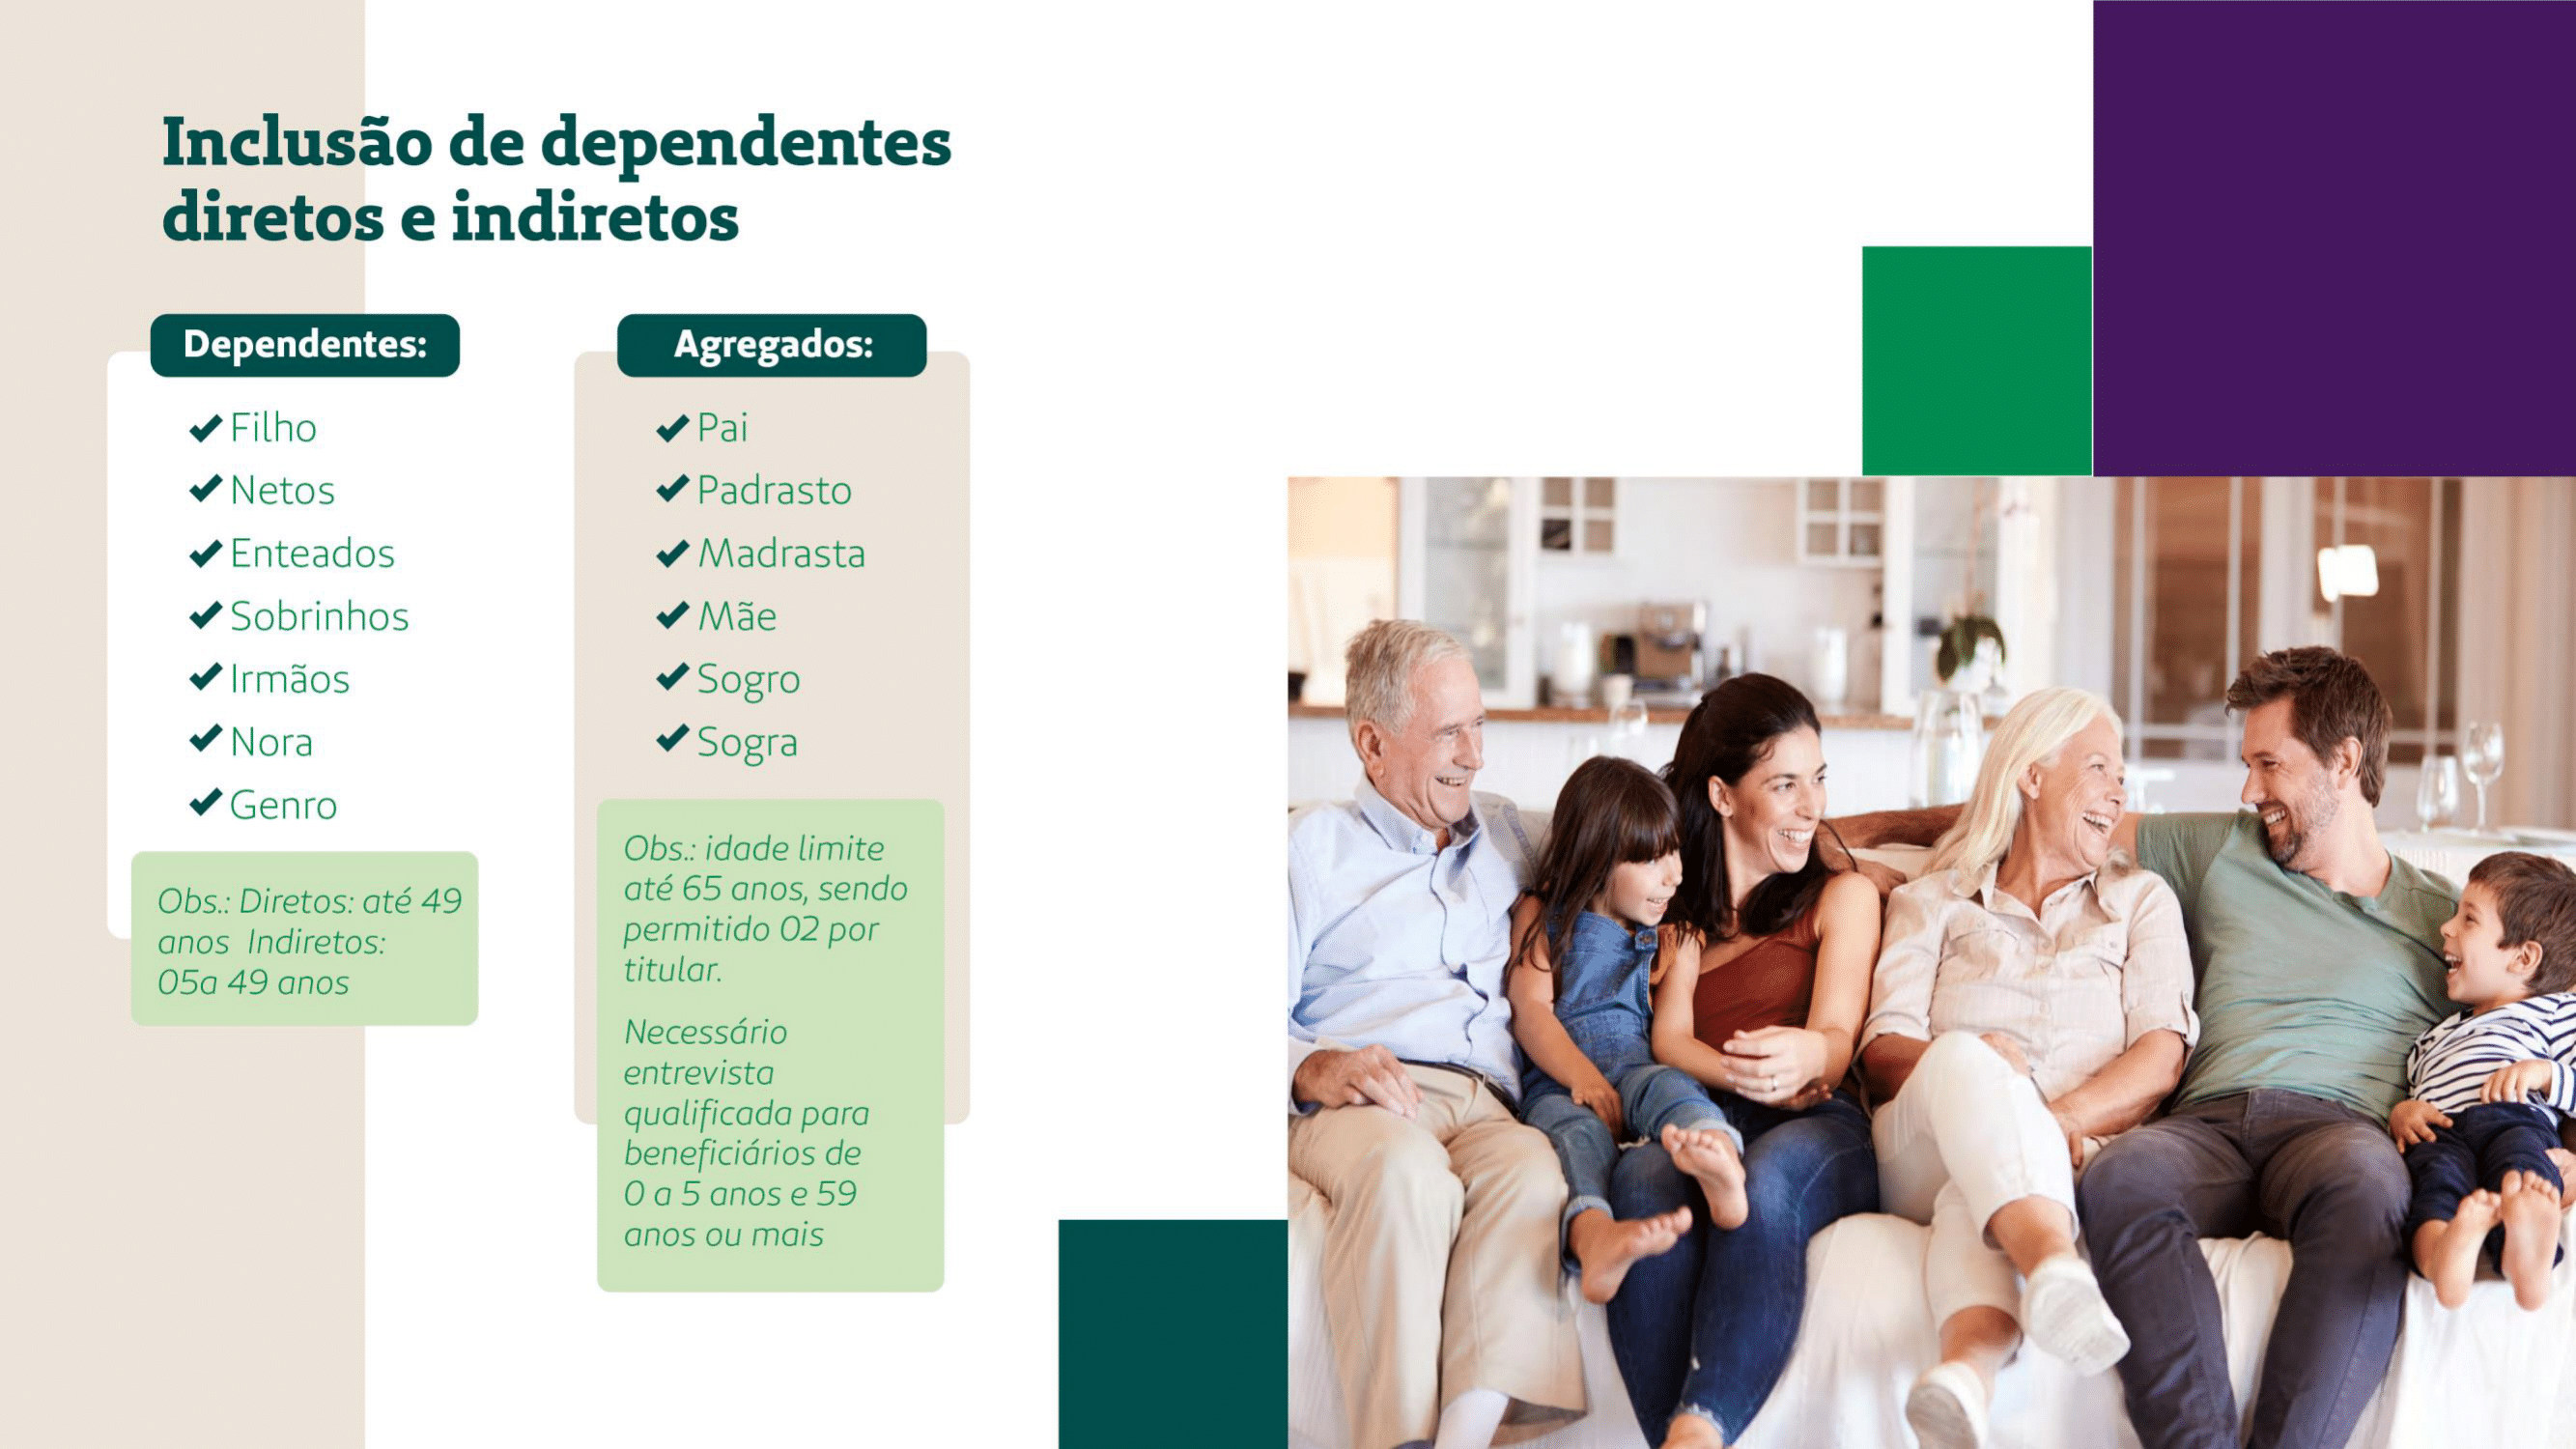 Inclusão de dependentes
diretos e indiretos
Dependentes:
Filho
Netos
Enteados
Sobrinhos
Irmãos
Nora
Genro
Obs.: Diretos: até 49
anos Indiretos:
05a 49 anos
Agregados:
Pai
Padrasto
Madrasta
Mãe
Sogro
Sogra
Obs.: idade limite
até 65 anos, sendo
permitido 02 por
titular.
Necessário
entrevista
qualificada para
beneficiários de
0 a 5 anos e 59
anos ou mais